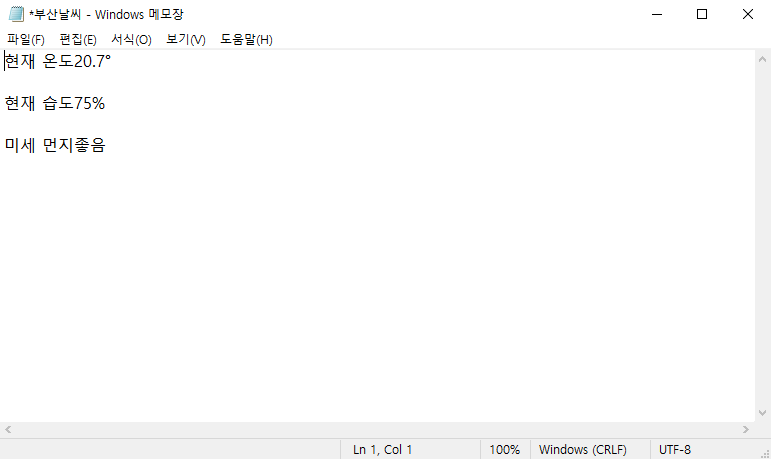 *부산날씨 - Windows 메모장
파일(F) 편집(E) 서식(O) 보기(V) 도움말(H)
현재 온도20.7°
현재 습도75%
미세 먼지좋음
Ln 1, Col 1 100% Windows (CRLF) UTF-8